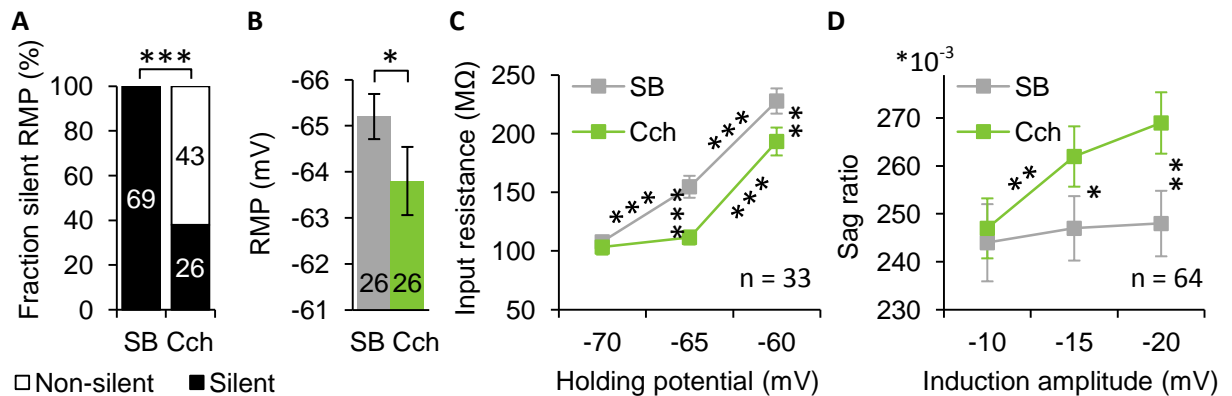 A
***
Fraction silent RMP (%)
100
80
60
40
20
0
69
43
26
SB Cch
Non-silent
Silent
B
*
RMP (mV)
-66
-65
-64
-63
-62
-61
26 26
SB Cch
C
Input resistance (MΩ)
250
200
150
100
50
SB
Cch
***
***
***
***
**
n = 33
-70 -65 -60
Holding potential (mV)
D
*10⁻³
Sag ratio
270
260
250
240
230
SB
Cch
**
*
**
n = 64
-10 -15 -20
Induction amplitude (mV)